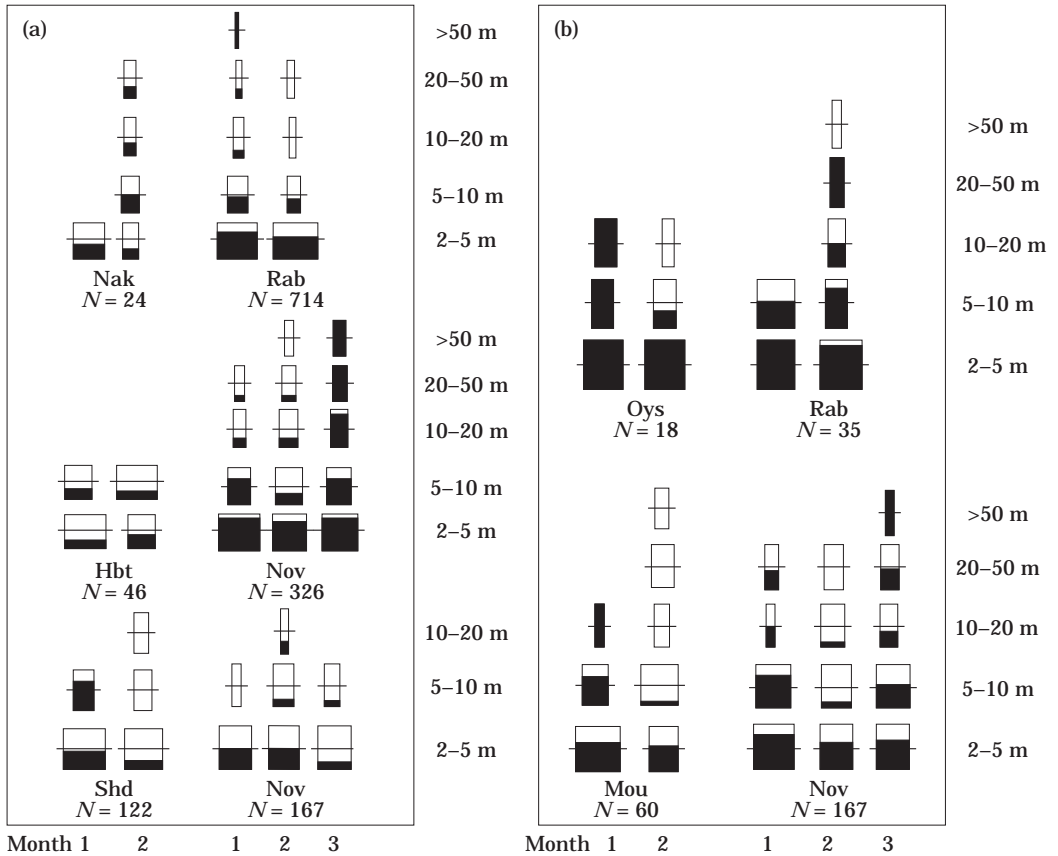 (a)
>50 m
20–50 m
10–20 m
5–10 m
2–5 m
Nak Rab
N = 24 N = 714
>50 m
20–50 m
10–20 m
5–10 m
2–5 m
Hbt Nov
N = 46 N = 326
10–20 m
5–10 m
2–5 m
Shd Nov
N = 122 N = 167
Month 1 2 1 2 3
(b)
>50 m
20–50 m
10–20 m
5–10 m
2–5 m
Oys Rab
N = 18 N = 35
>50 m
20–50 m
10–20 m
5–10 m
2–5 m
Mou Nov
N = 60 N = 167
Month 1 2 1 2 3